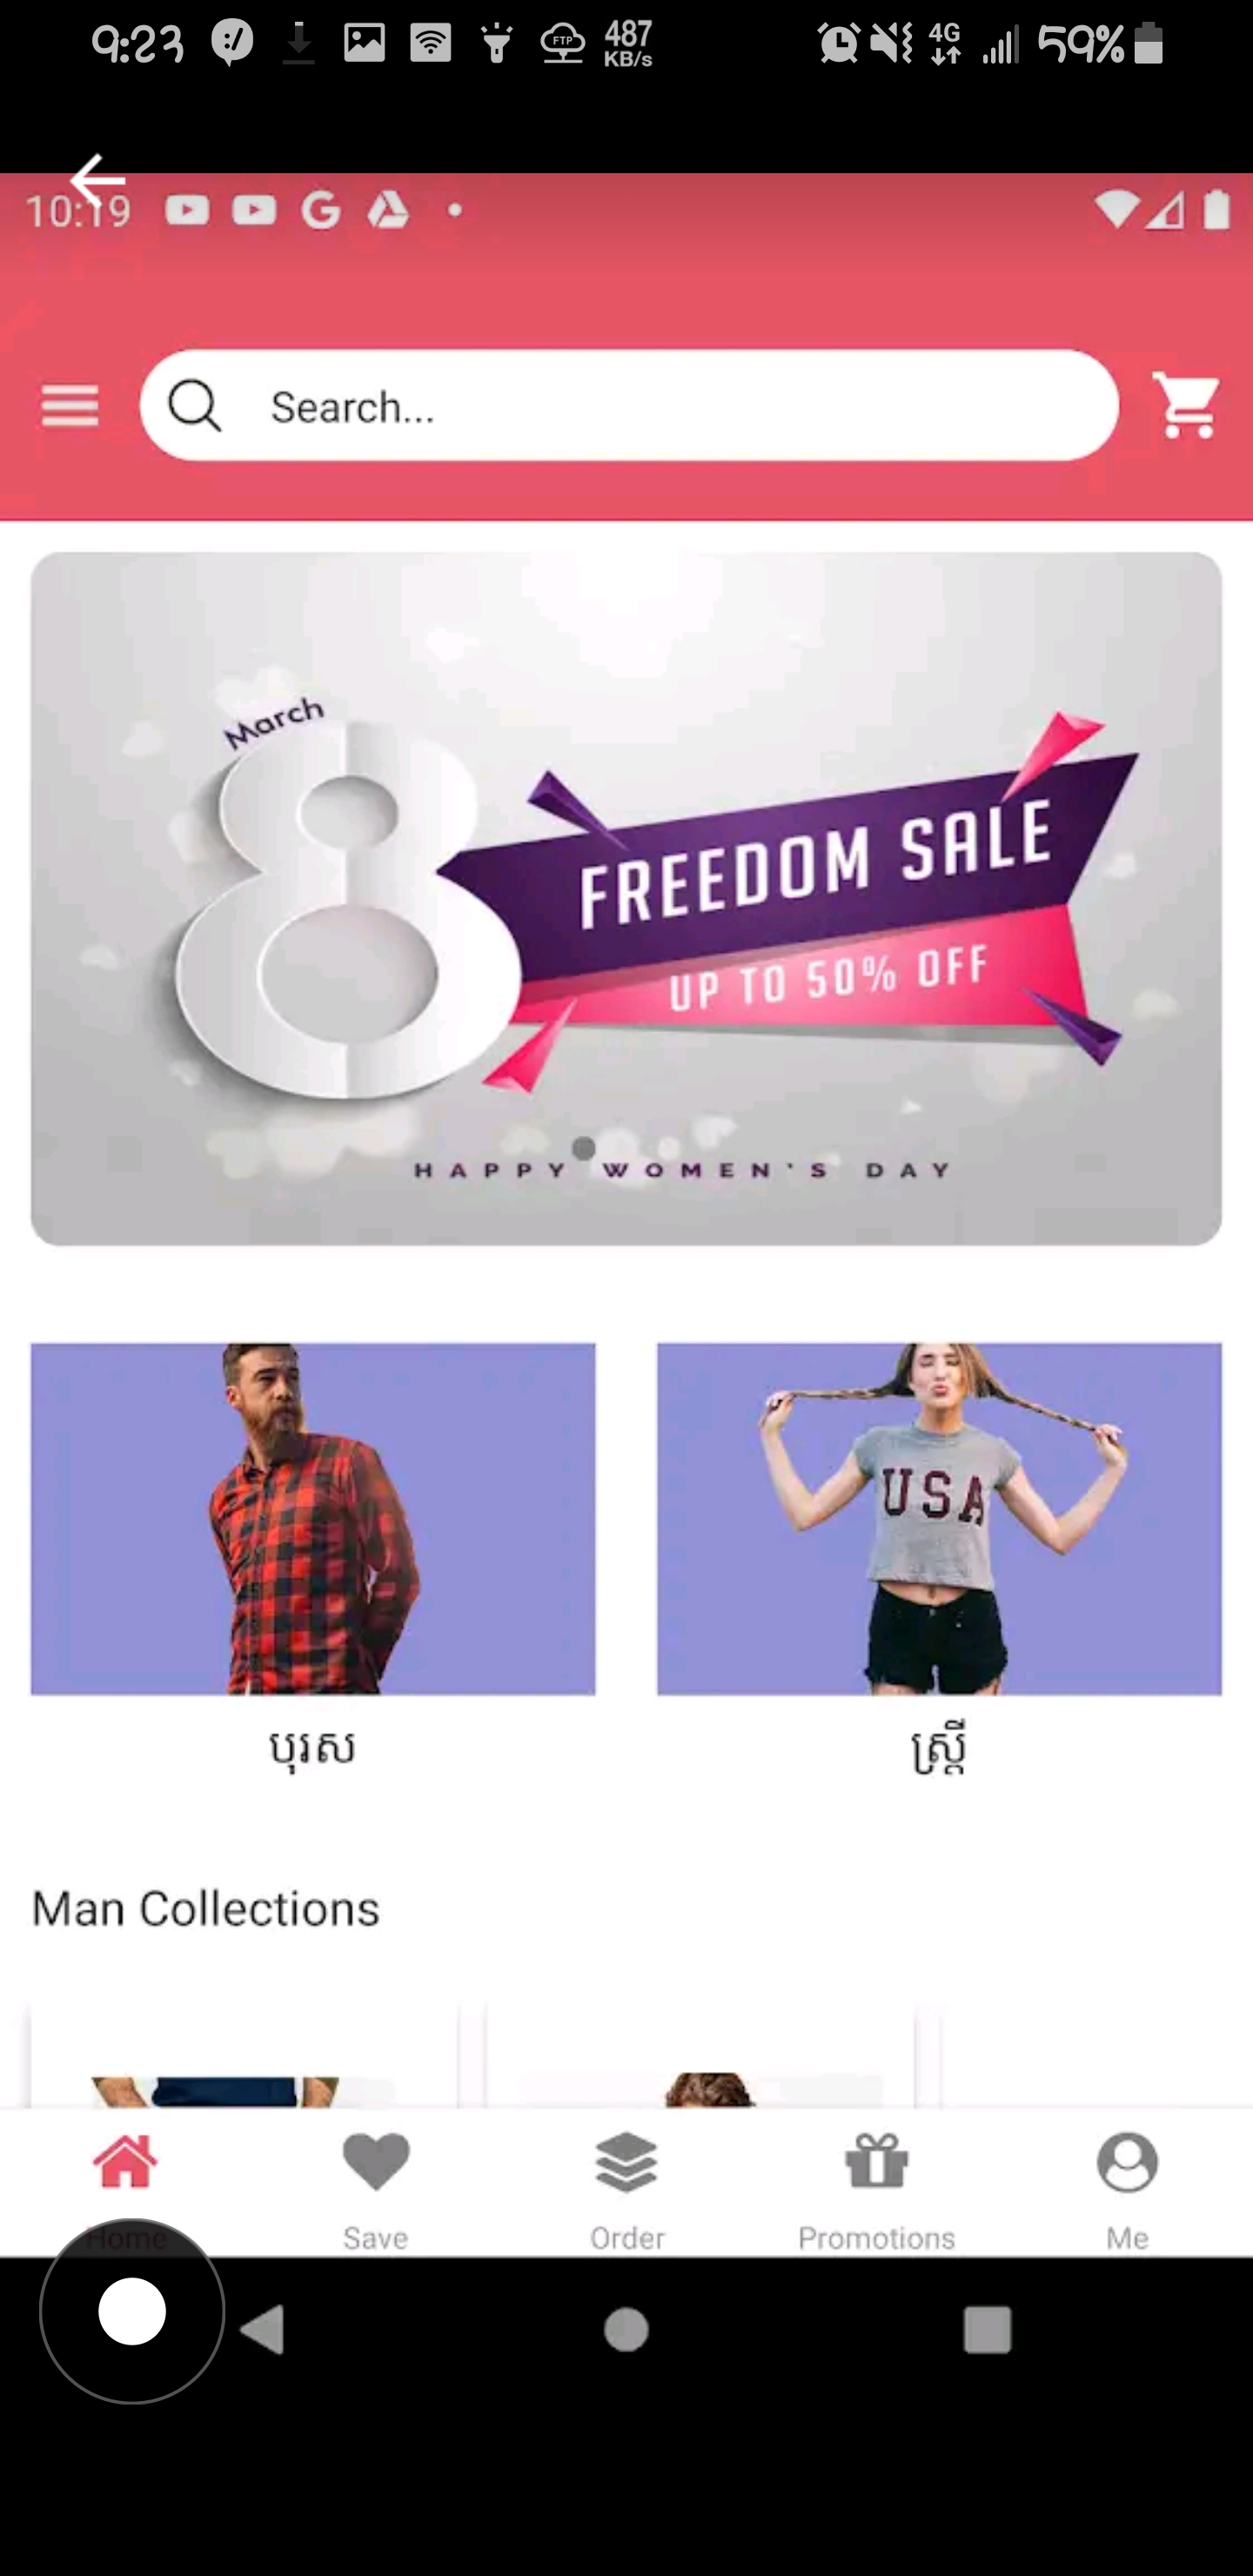 9:23
487
KB/s
4G
59%
FTP
10:19
Search...
March
8
FREEDOM SALE
UP TO 50% OFF
HAPPY WOMEN'S DAY
USA
បុរស
ស្ត្រី
Man Collections
Home
Save
Order
Promotions
Me